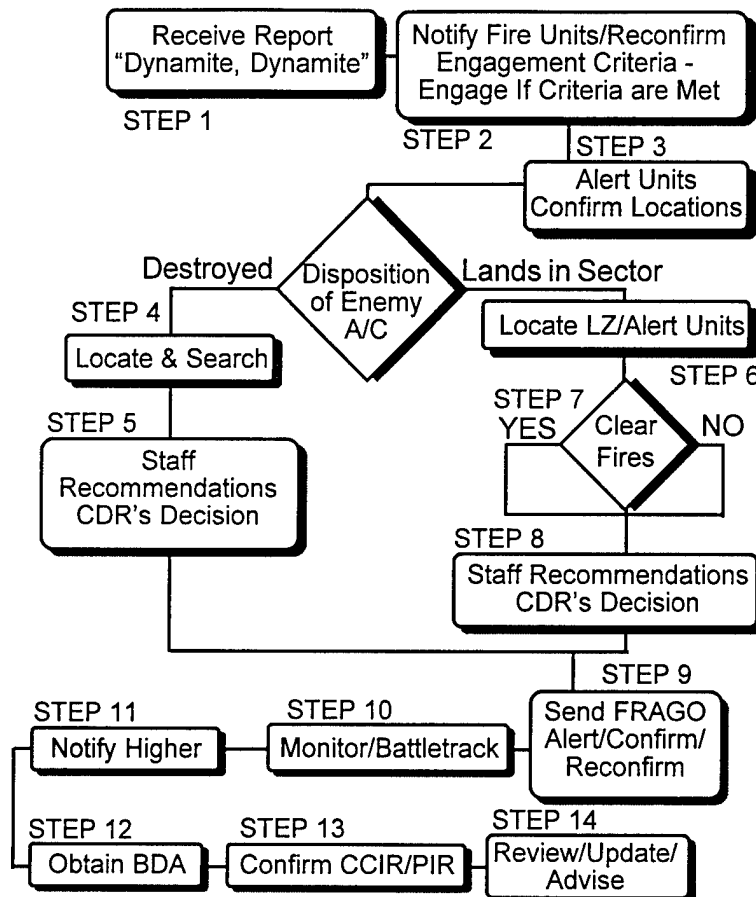 Receive Report
“Dynamite, Dynamite”
STEP 1
Notify Fire Units/Reconfirm
Engagement Criteria -
Engage If Criteria are Met
STEP 2
STEP 3
Alert Units
Confirm Locations
Disposition
of Enemy
A/C
Destroyed
Lands in Sector
STEP 4
Locate & Search
STEP 5
Staff
Recommendations
CDR's Decision
Locate LZ/Alert Units
STEP 6
STEP 7
YES
Clear
Fires
NO
STEP 8
Staff Recommendations
CDR's Decision
STEP 9
Send FRAGO
Alert/Confirm/
Reconfirm
STEP 10
Monitor/Battletrack
STEP 11
Notify Higher
STEP 12
Obtain BDA
STEP 13
Confirm CCIR/PIR
STEP 14
Review/Update/
Advise